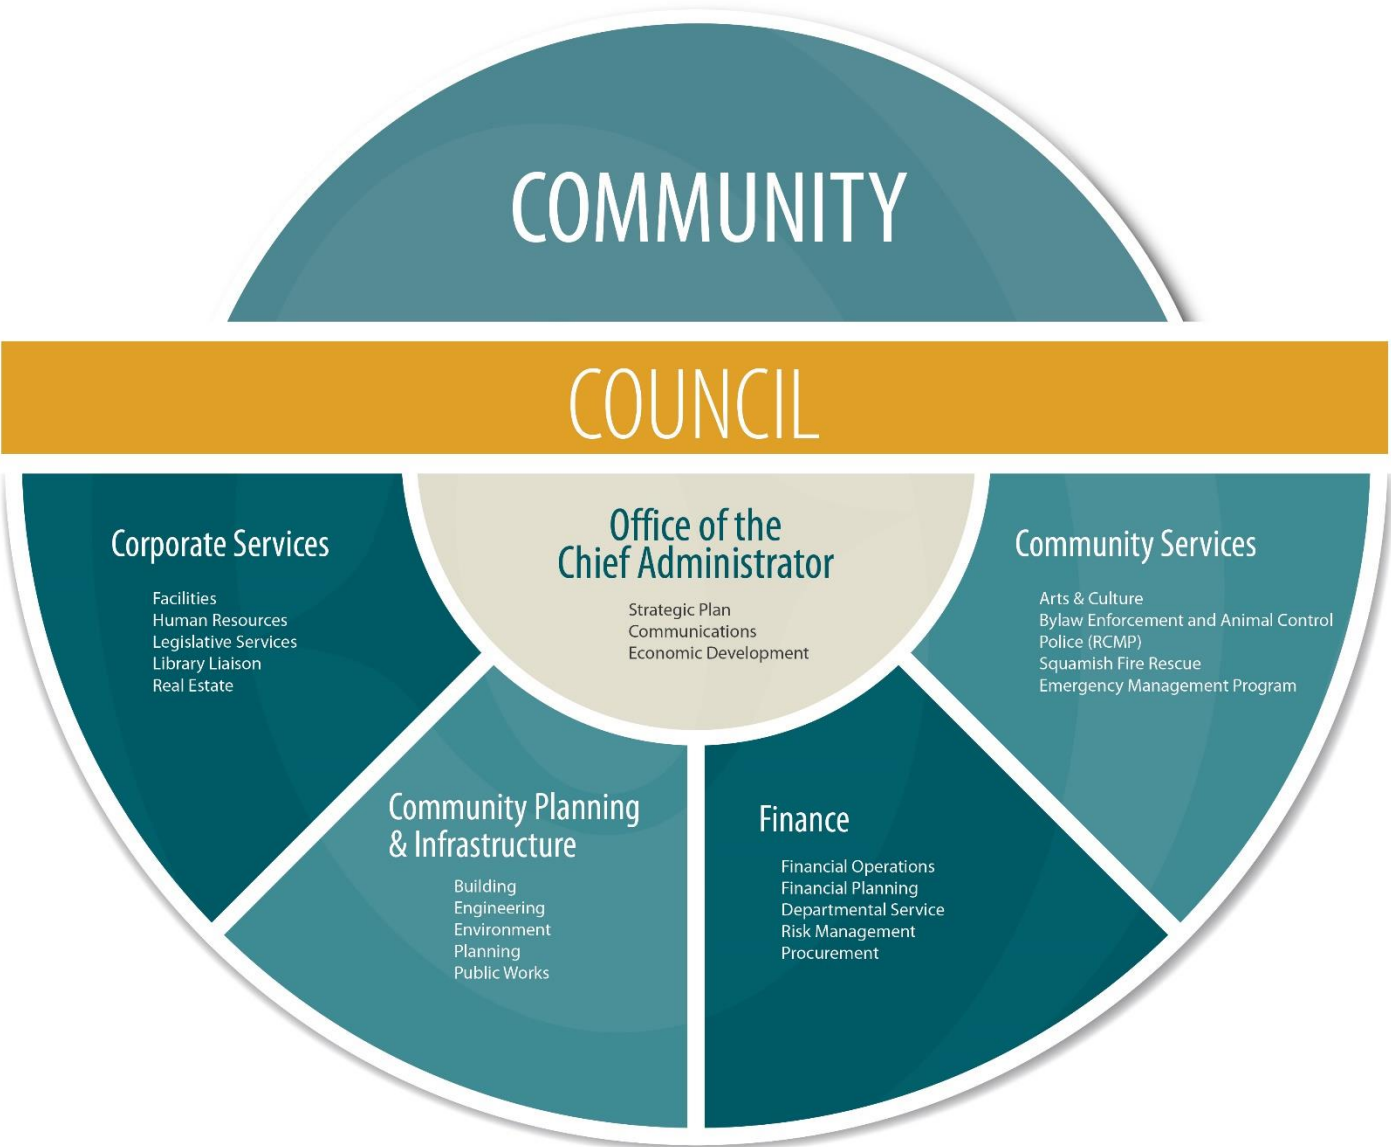 COMMUNITY
COUNCIL
Corporate Services
Facilities
Human Resources
Legislative Services
Library Liaison
Real Estate
Office of the
Chief Administrator
Strategic Plan
Communications
Economic Development
Community Services
Arts & Culture
Bylaw Enforcement and Animal Control
Police (RCMP)
Squamish Fire Rescue
Emergency Management Program
Community Planning
& Infrastructure
Building
Engineering
Environment
Planning
Public Works
Finance
Financial Operations
Financial Planning
Departmental Service
Risk Management
Procurement